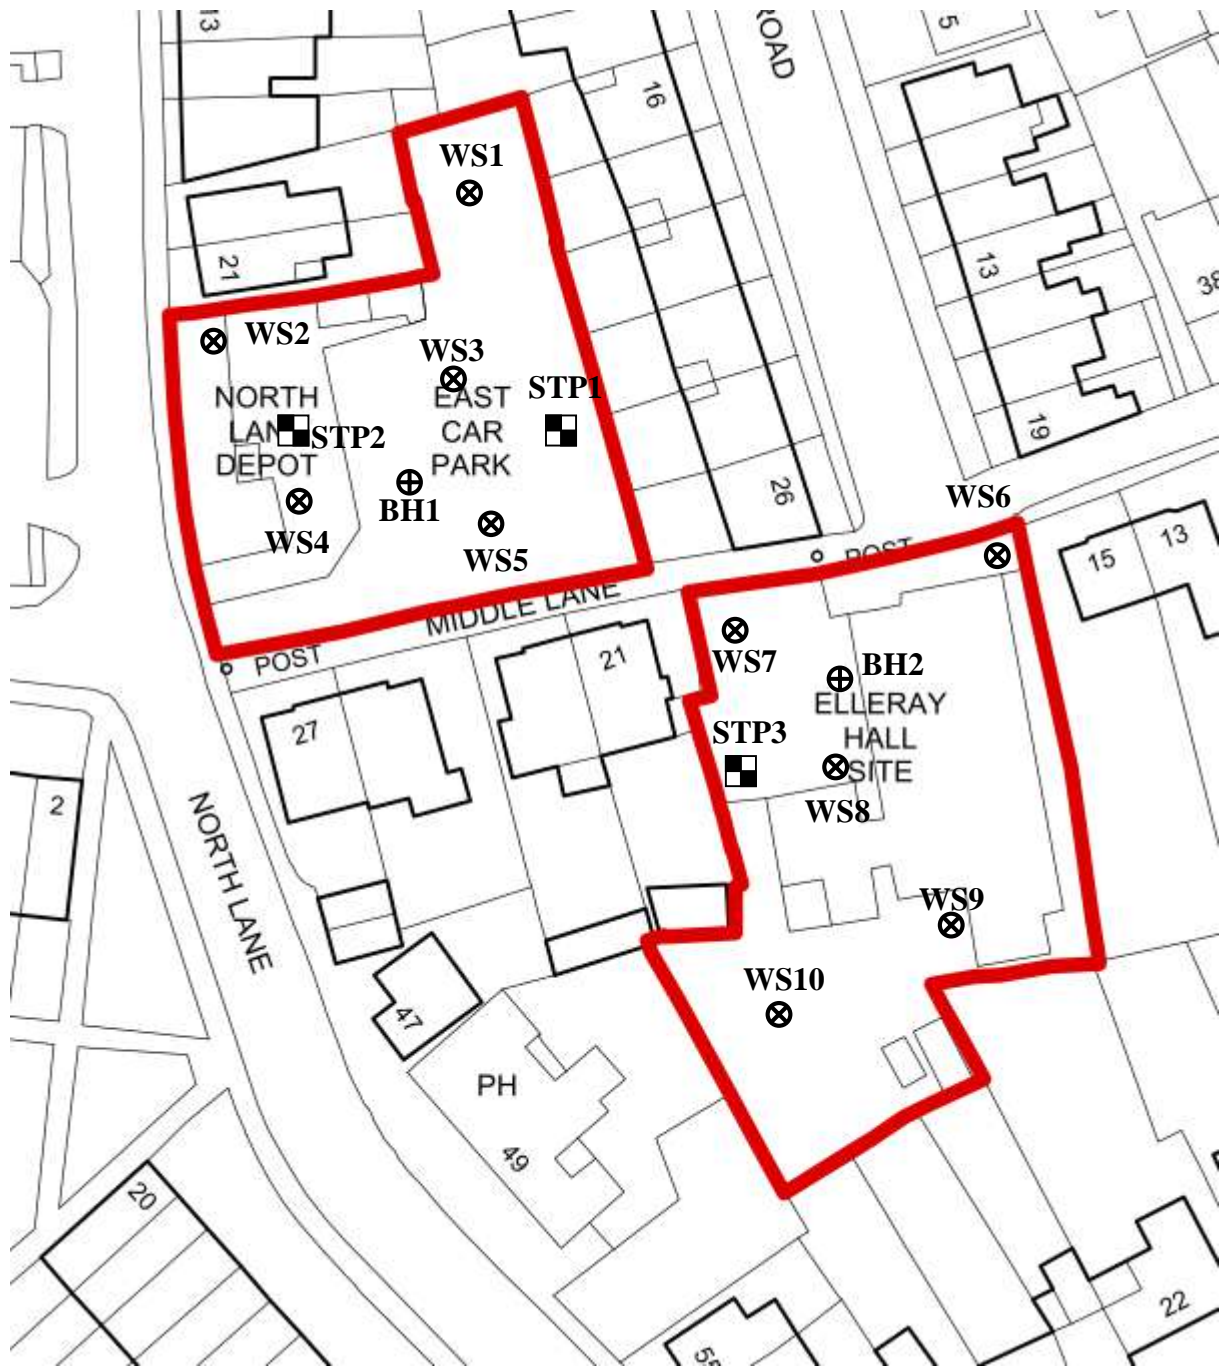 13
ROAD
5
16
WS1
21
13
38
WS2
WS3
STP1
NORTH
LANE
DEPOT
EAST
CAR
PARK
STP2
19
26
BH1
WS4
WS5
WS6
POST
15
13
MIDDLE LANE
POST
21
WS7
BH2
ELLERAY
HALL
SITE
27
STP3
2
WS8
NORTH LANE
WS9
WS10
47
PH
49
20
22
55